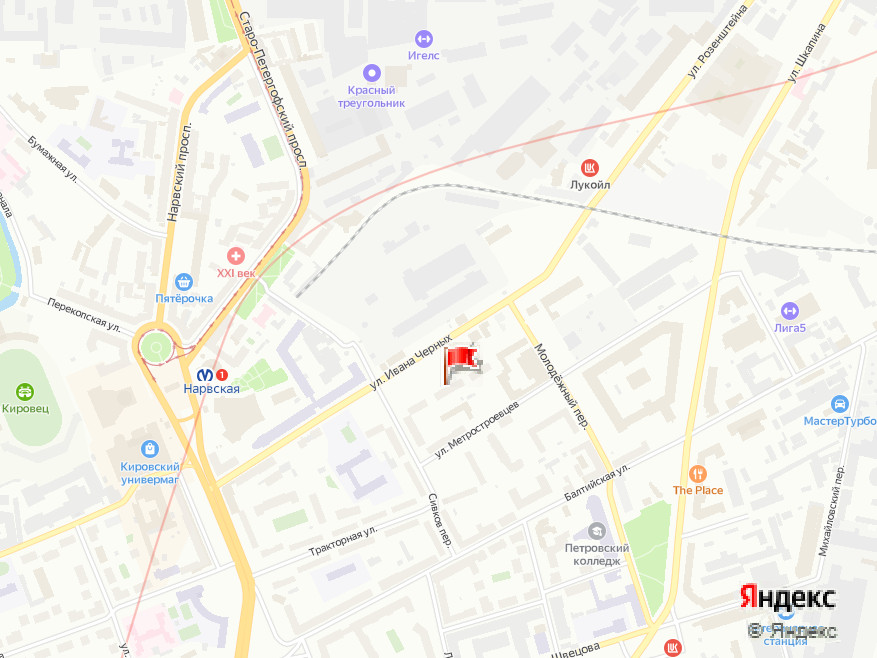 Старо-Петергофский просп.
Игелс
Красный
треугольник
ул. Розенштейна
ул. Шкапина
Бумажная ул.
Нарвский просп.
Лукойл
XXI век
Пятёрочка
Перекопская ул.
Лига5
ул. Ивана Черных
Молодёжный пер.
1
Нарвская
Кировец
ул. Метростроевцев
МастерТурбо
Кировский
универмаг
Балтийская ул.
The Place
Михайловский пер.
Сивков пер.
Тракторная ул.
Петровский
колледж
Яндекс
© Яндекс
станция
ул.
Швецова